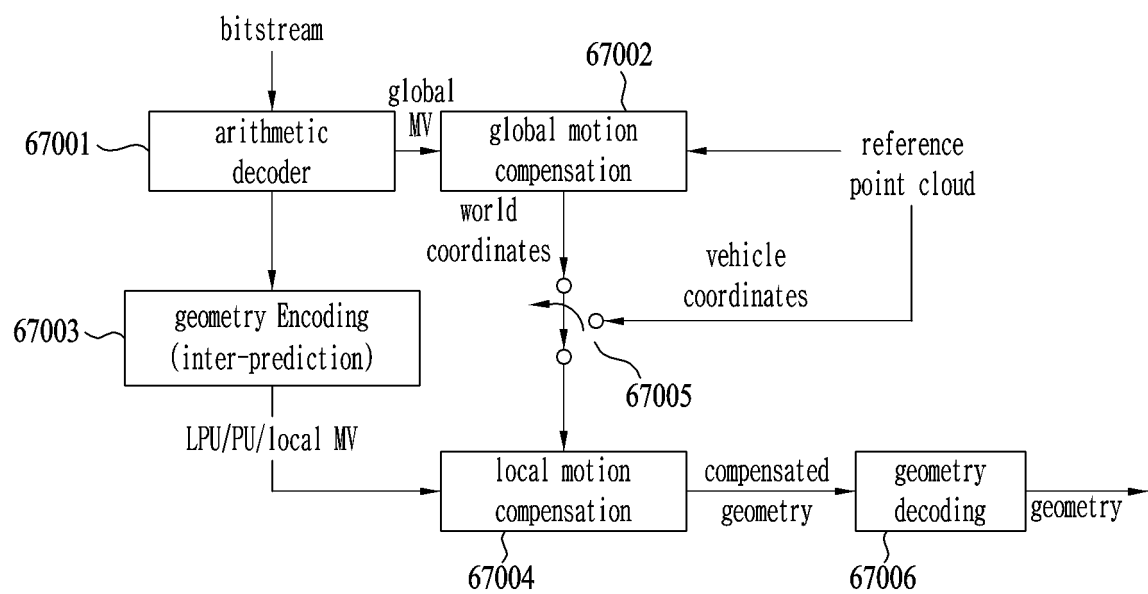 bitstream
67002
global
MV
67001
arithmetic
decoder
global motion
compensation
reference
point cloud
world
coordinates
vehicle
coordinates
67003
geometry Encoding
(inter-prediction)
67005
LPU/PU/local MV
local motion
compensation
compensated
geometry
geometry
decoding
geometry
67004
67006